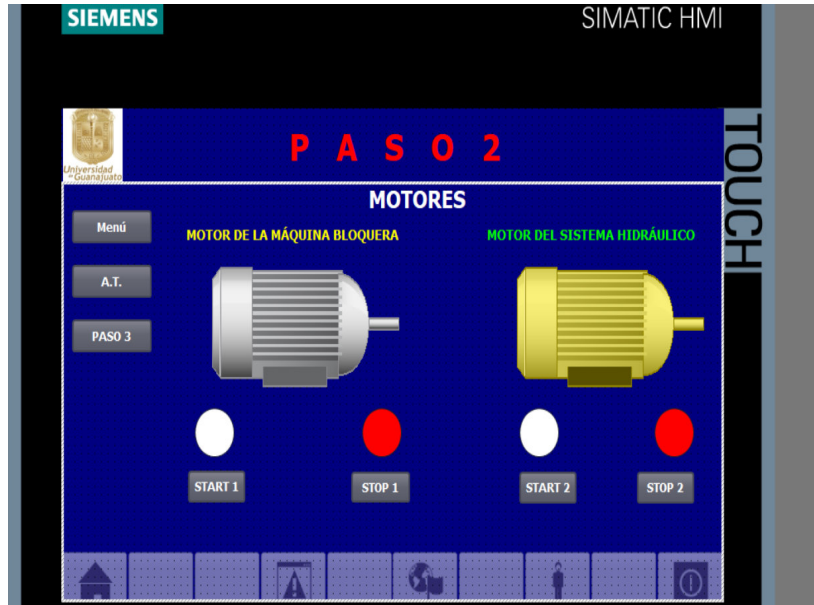 SIEMENS
SIMATIC HMI
TOUCH
Universidad
de Guanajuato
P A S O 2
MOTORES
Menú
MOTOR DE LA MÁQUINA BLOQUERA
MOTOR DEL SISTEMA HIDRÁULICO
A.T.
PASO 3
START 1
STOP 1
START 2
STOP 2